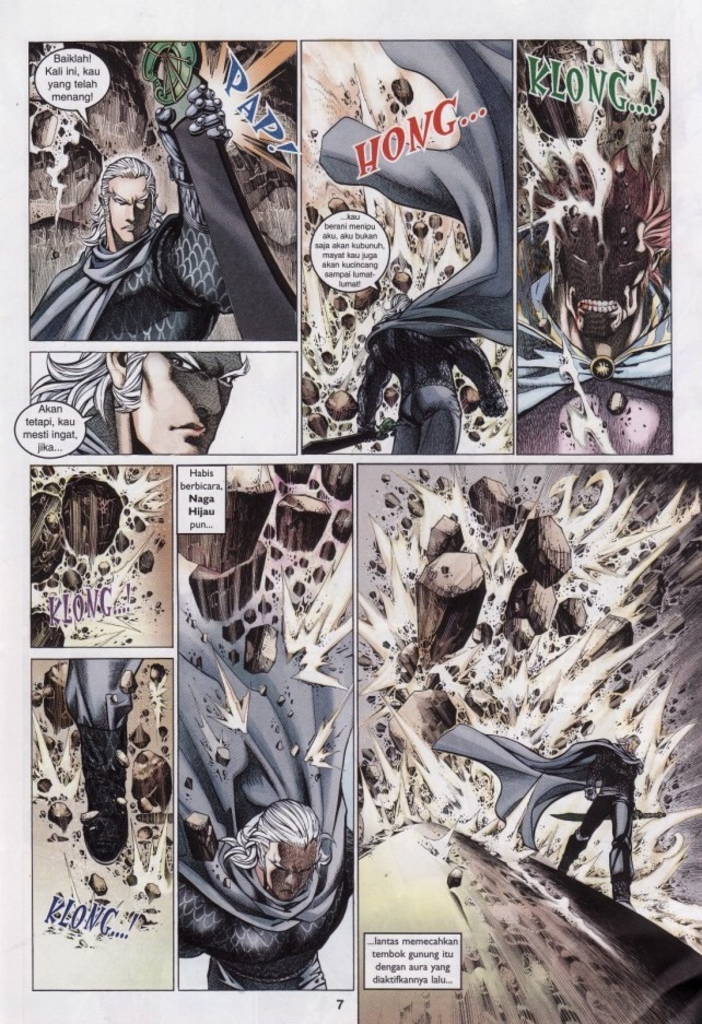 Baiklah!
Kali ini, kau
yang telah
menang!
PAP!
Akan
tetapi, kau
mesti ingat,
jika...
HONG...
...kau
berani menipu
aku, aku bukan
saja akan kubunuh,
mayat kau juga
akan kucincang
sampai lumat-
lumat!
KLONG...!
KLONG...!
KLONG...!
Habis
berbicara,
Naga
Hijau
pun...
...lantas memecahkan
tembok gunung itu
dengan aura yang
diaktifkannya lalu...
7